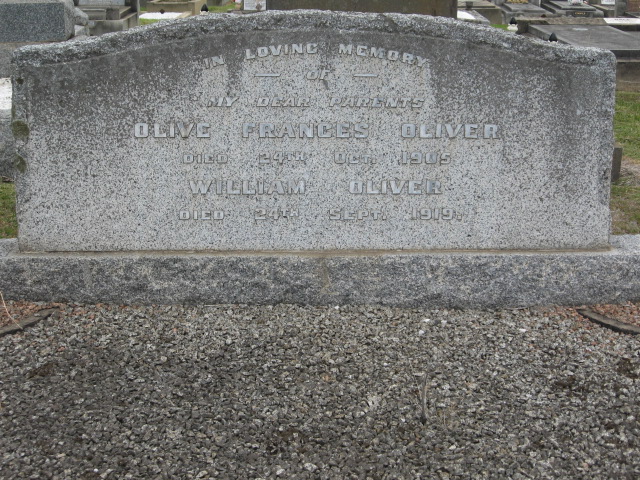 IN LOVING MEMORY
— OF —
MY DEAR PARENTS
OLIVE FRANCES OLIVER
DIED 24TH OCT. 1905
WILLIAM OLIVER
DIED 24TH SEPT. 1919.